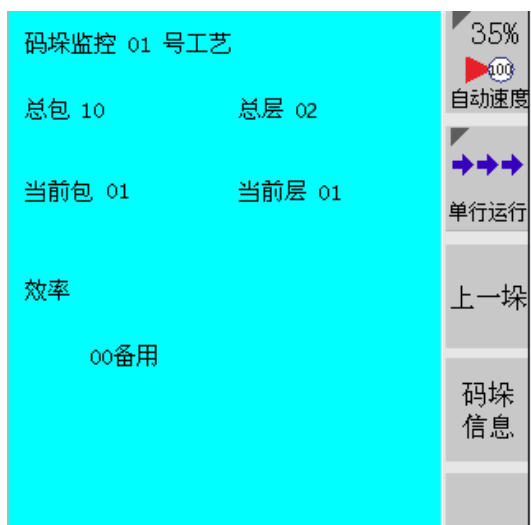 码垛监控 01 号工艺
总包 10 总层 02
当前包 01 当前层 01
效率
00备用
35%
100
自动速度
单行运行
上一垛
码垛
信息